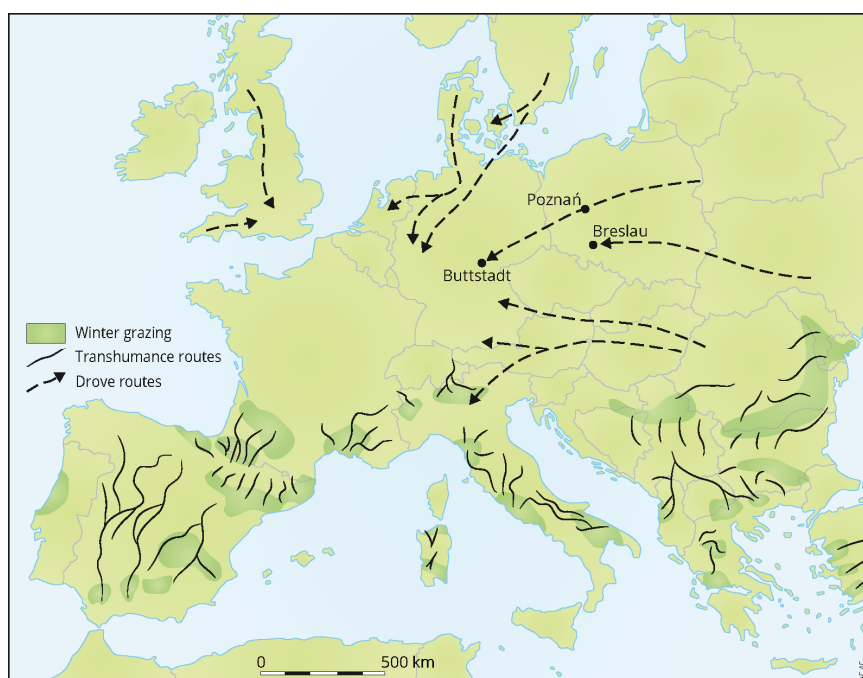 Poznań
Breslau
Buttstadt
Winter grazing
Transhumance routes
Drove routes
0 500 km